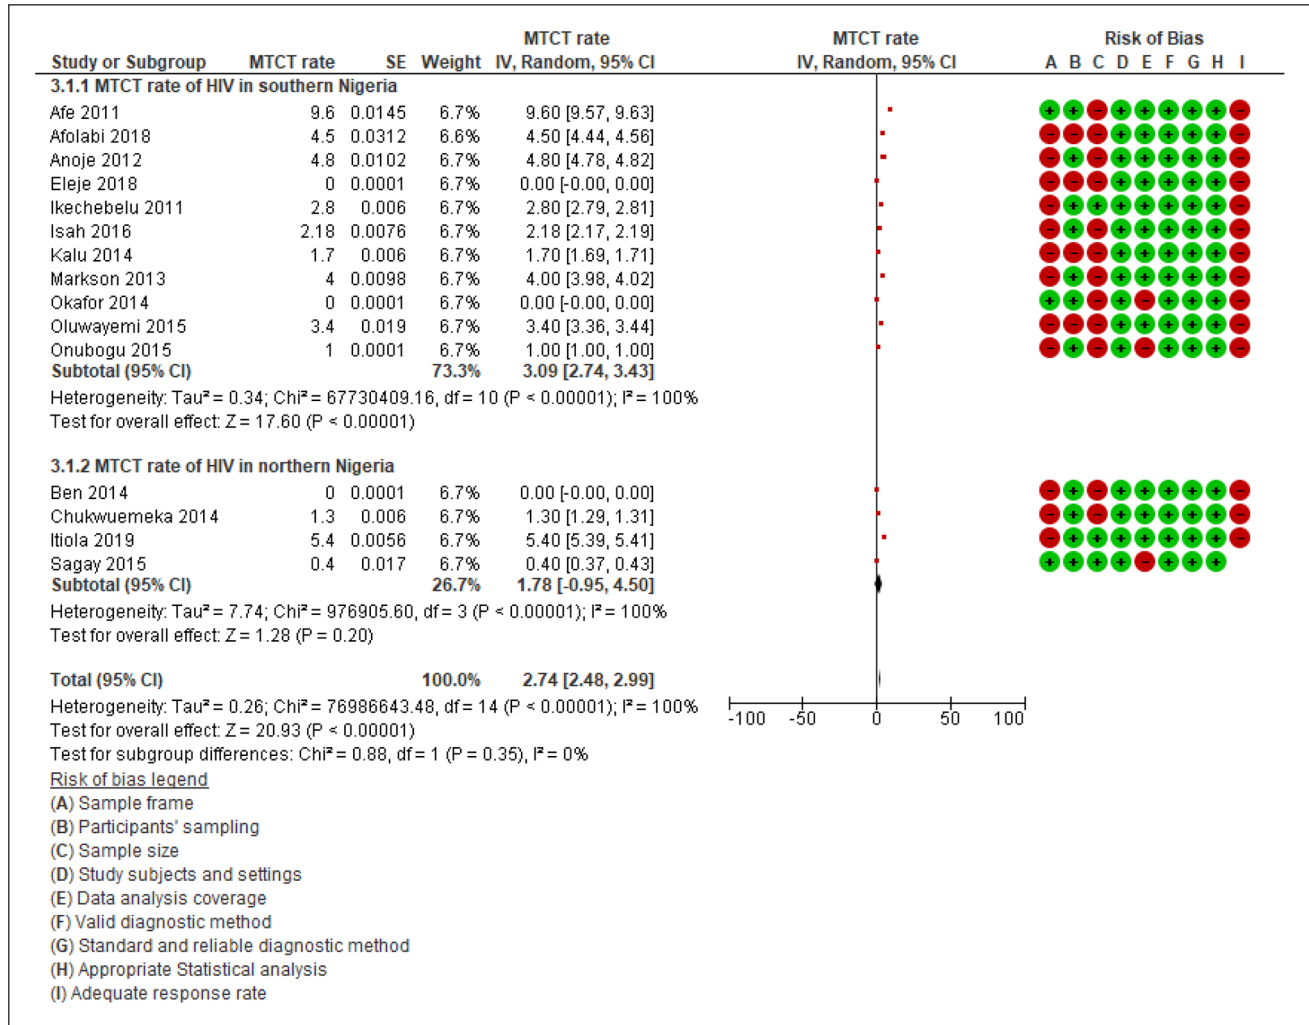 MTCT rate MTCT rate Risk of Bias
Study or Subgroup MTCT rate SE Weight IV, Random, 95% CI IV, Random, 95% CI A B C D E F G H I
3.1.1 MTCT rate of HIV in southern Nigeria
Afe 2011 9.6 0.0145 6.7% 9.60 [9.57, 9.63] + + - + + + + + -
Afolabi 2018 4.5 0.0312 6.6% 4.50 [4.44, 4.56] - - - + + + + + -
Anoje 2012 4.8 0.0102 6.7% 4.80 [4.78, 4.82] - + - + + + + + -
Eleje 2018 0 0.0001 6.7% 0.00 [-0.00, 0.00] - - - + + + + + -
Ikechebelu 2011 2.8 0.006 6.7% 2.80 [2.79, 2.81] - + + + + + + + -
Isah 2016 2.18 0.0076 6.7% 2.18 [2.17, 2.19] - + - + + + + + -
Kalu 2014 1.7 0.006 6.7% 1.70 [1.69, 1.71] - - - + + + + + -
Markson 2013 4 0.0098 6.7% 4.00 [3.98, 4.02] - + - + + + + + -
Okafor 2014 0 0.0001 6.7% 0.00 [-0.00, 0.00] + + - + - + + + -
Oluwayemi 2015 3.4 0.019 6.7% 3.40 [3.36, 3.44] - - - + + + + + -
Onubogu 2015 1 0.0001 6.7% 1.00 [1.00, 1.00] - + - + - + + + -
Subtotal (95% CI) 73.3% 3.09 [2.74, 3.43]
Heterogeneity: Tau² = 0.34; Chi² = 67730409.16, df = 10 (P < 0.00001); I² = 100%
Test for overall effect: Z = 17.60 (P < 0.00001)
3.1.2 MTCT rate of HIV in northern Nigeria
Ben 2014 0 0.0001 6.7% 0.00 [-0.00, 0.00] - + - + + + + + -
Chukwuemeka 2014 1.3 0.006 6.7% 1.30 [1.29, 1.31] - + - + + + + + -
Itiola 2019 5.4 0.0056 6.7% 5.40 [5.39, 5.41] - + + + + + + + -
Sagay 2015 0.4 0.017 6.7% 0.40 [0.37, 0.43] + + + + - + + +
Subtotal (95% CI) 26.7% 1.78 [-0.95, 4.50]
Heterogeneity: Tau² = 7.74; Chi² = 976905.60, df = 3 (P < 0.00001); I² = 100%
Test for overall effect: Z = 1.28 (P = 0.20)
Total (95% CI) 100.0% 2.74 [2.48, 2.99]
Heterogeneity: Tau² = 0.26; Chi² = 76986643.48, df = 14 (P < 0.00001); I² = 100%
-100 -50 0 50 100
Test for overall effect: Z = 20.93 (P < 0.00001)
Test for subgroup differences: Chi² = 0.88, df = 1 (P = 0.35), I² = 0%
Risk of bias legend
(A) Sample frame
(B) Participants' sampling
(C) Sample size
(D) Study subjects and settings
(E) Data analysis coverage
(F) Valid diagnostic method
(G) Standard and reliable diagnostic method
(H) Appropriate Statistical analysis
(I) Adequate response rate